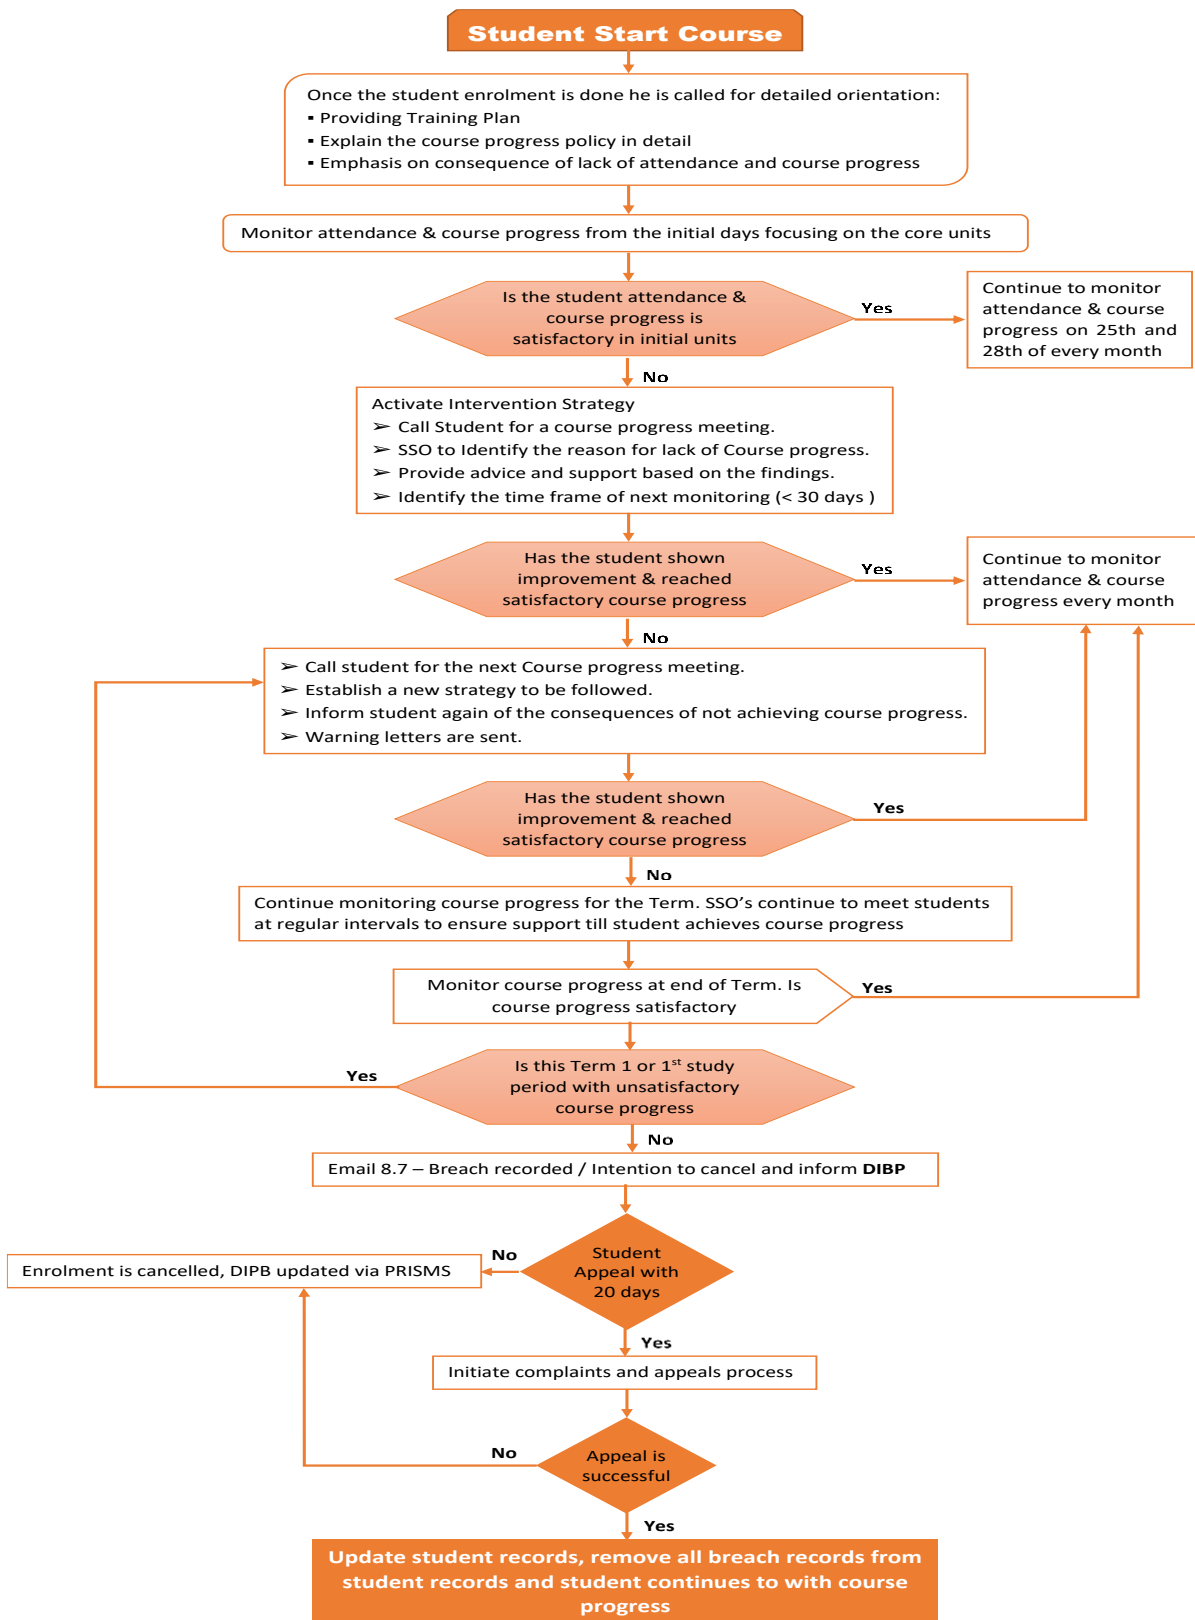 Student Start Course
Once the student enrolment is done he is called for detailed orientation:
▪ Providing Training Plan
▪ Explain the course progress policy in detail
▪ Emphasis on consequence of lack of attendance and course progress
Monitor attendance & course progress from the initial days focusing on the core units
Is the student attendance &
course progress is
satisfactory in initial units
Yes
Continue to monitor
attendance & course
progress on 25th and
28th of every month
No
Activate Intervention Strategy
➢ Call Student for a course progress meeting.
➢ SSO to Identify the reason for lack of Course progress.
➢ Provide advice and support based on the findings.
➢ Identify the time frame of next monitoring (< 30 days )
Has the student shown
improvement & reached
satisfactory course progress
Yes
Continue to monitor
attendance & course
progress every month
No
➢ Call student for the next Course progress meeting.
➢ Establish a new strategy to be followed.
➢ Inform student again of the consequences of not achieving course progress.
➢ Warning letters are sent.
Has the student shown
improvement & reached
satisfactory course progress
Yes
No
Continue monitoring course progress for the Term. SSO’s continue to meet students
at regular intervals to ensure support till student achieves course progress
Monitor course progress at end of Term. Is
course progress satisfactory
Yes
Is this Term 1 or 1st study
period with unsatisfactory
course progress
Yes
No
Email 8.7 – Breach recorded / Intention to cancel and inform DIBP
Student
Appeal with
20 days
No
Enrolment is cancelled, DIPB updated via PRISMS
Yes
Initiate complaints and appeals process
Appeal is
successful
No
Yes
Update student records, remove all breach records from
student records and student continues to with course
progress